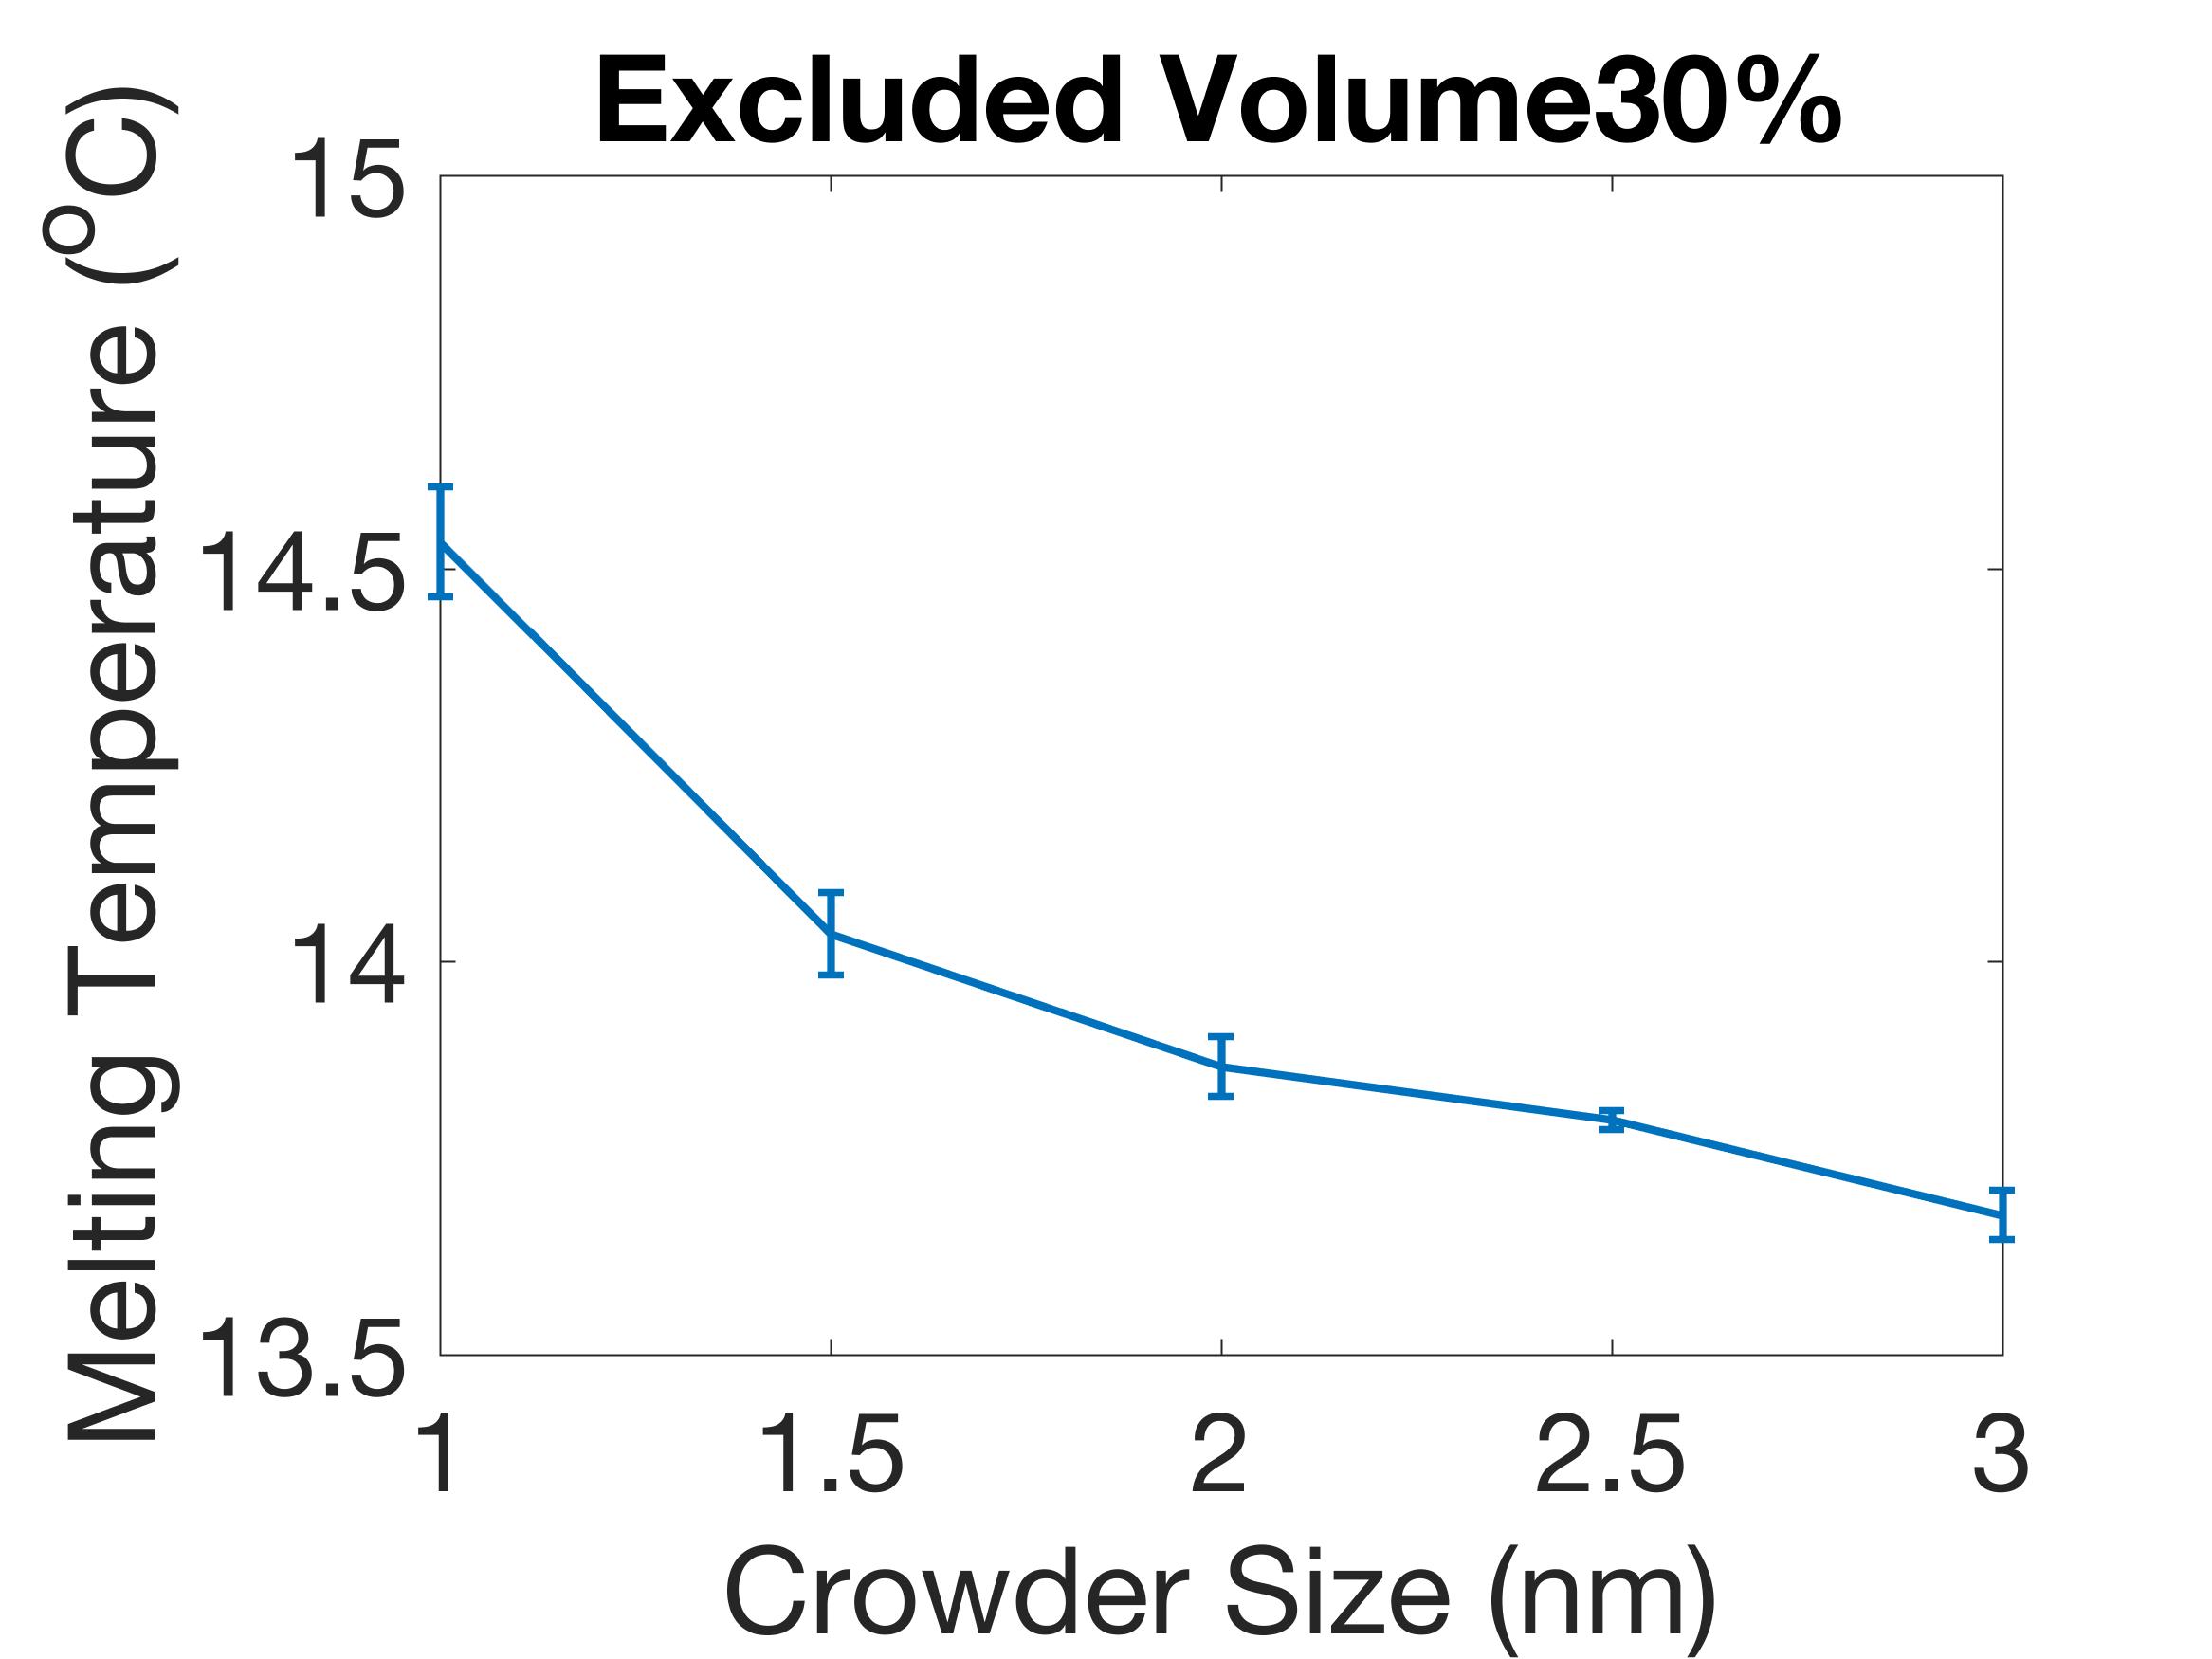 Excluded Volume30%
Melting Temperature (°C)
15
14.5
14
13.5
1 1.5 2 2.5 3
Crowder Size (nm)